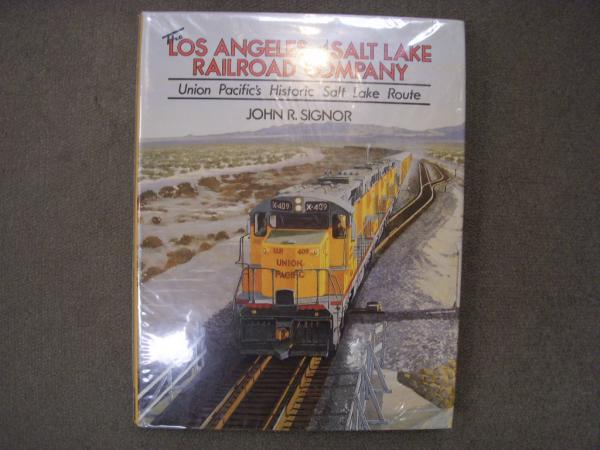 The
LOS ANGELES & SALT LAKE
RAILROAD COMPANY
Union Pacific's Historic Salt Lake Route
JOHN R. SIGNOR
X-409 X-409
409
UNION
PACIFIC